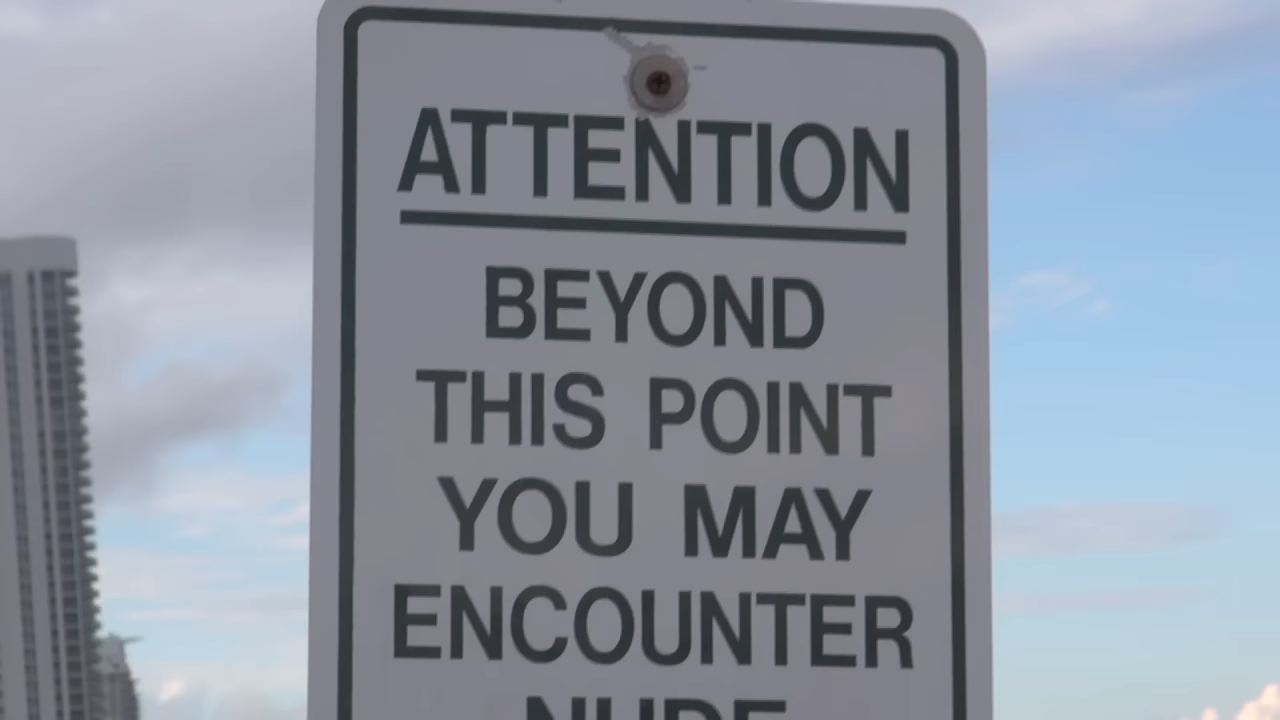 ATTENTION
BEYOND
THIS POINT
YOU MAY
ENCOUNTER
NUDE